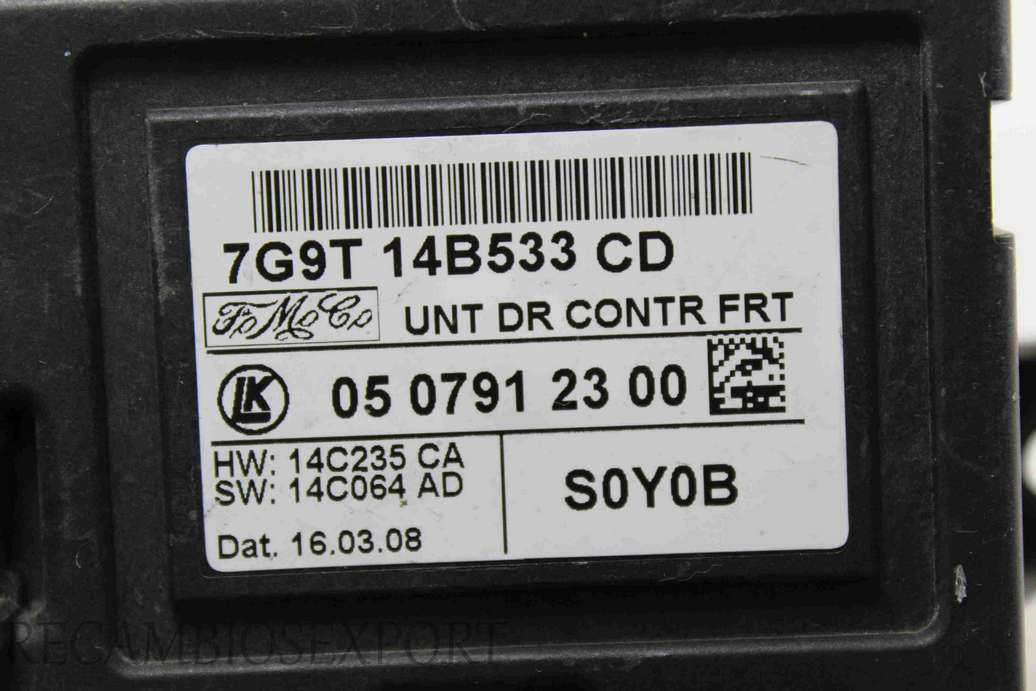 7G9T 14B533 CD
FoMoCo UNT DR CONTR FRT
LK 05 0791 23 00
HW: 14C235 CA
SW: 14C064 AD
S0Y0B
Dat. 16.03.08
RECAMBIOSEXPORT